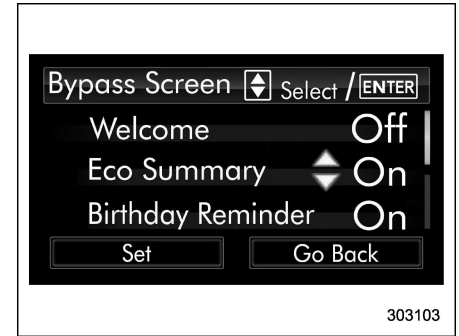 Bypass Screen Select / ENTER
Welcome Off
Eco Summary On
Birthday Reminder On
Set Go Back
303103